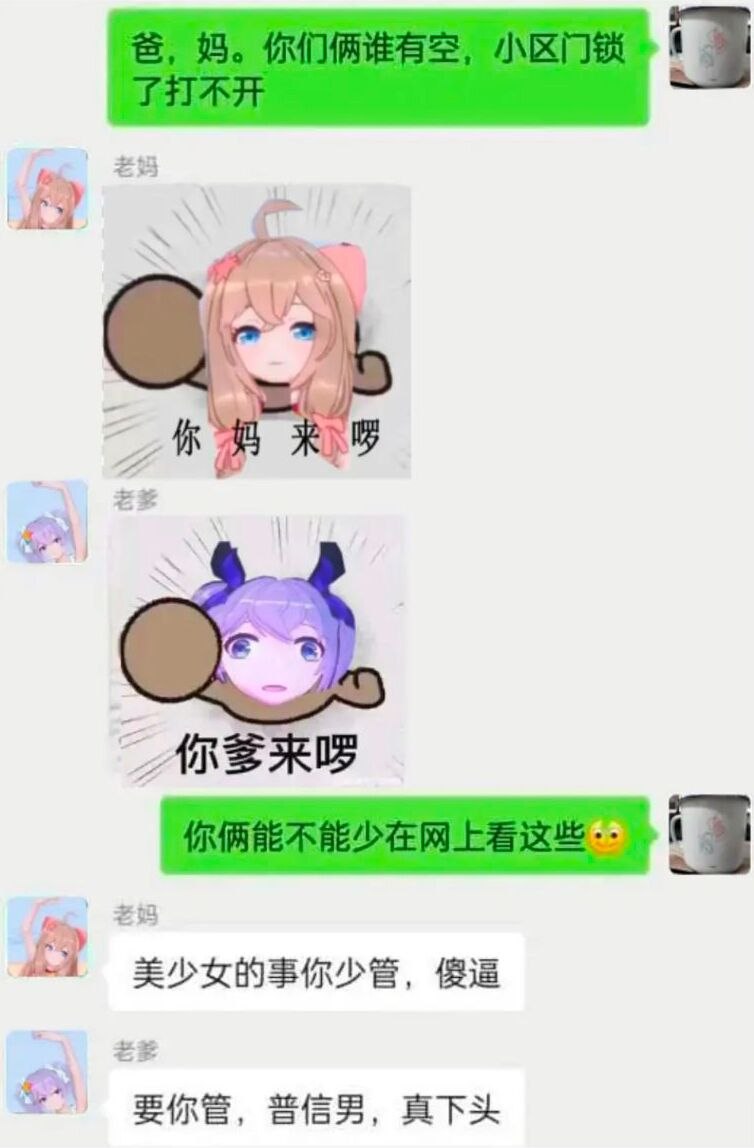 爸，妈。你们俩谁有空，小区门锁
了打不开
老妈
你妈来啰
老爹
你爹来啰
你俩能不能少在网上看这些
老妈
美少女的事你少管，傻逼
老爹
要你管，普信男，真下头